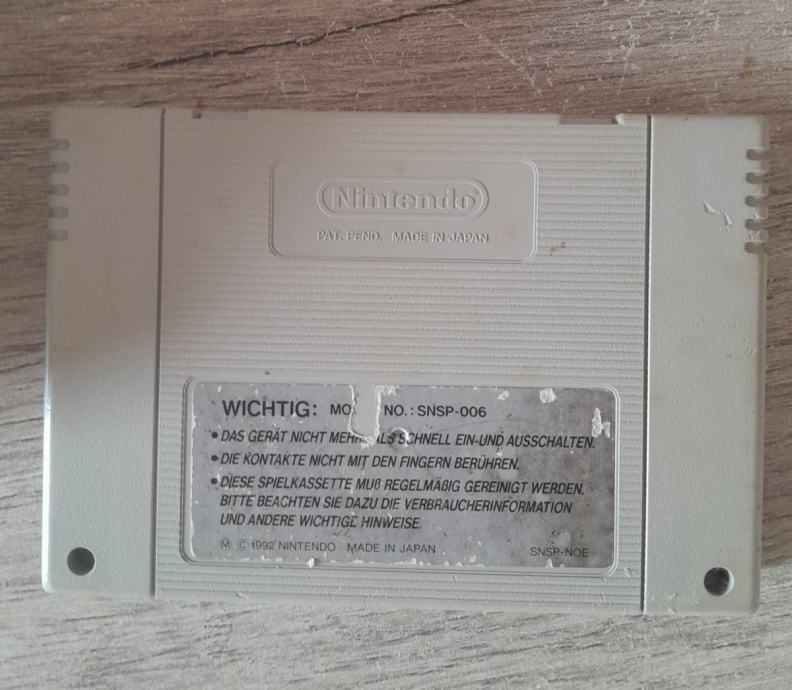 Nintendo®
PAT. PEND. MADE IN JAPAN
WICHTIG: MO NO.: SNSP-006
• DAS GERÄT NICHT MEHRMALS SCHNELL EIN-UND AUSSCHALTEN.
• DIE KONTAKTE NICHT MIT DEN FINGERN BERÜHREN.
• DIESE SPIELKASSETTE MUß REGELMÄßIG GEREINIGT WERDEN.
BITTE BEACHTEN SIE DAZU DIE VERBRAUCHERINFORMATION
UND ANDERE WICHTIGE HINWEISE.
M © 1992 NINTENDO MADE IN JAPAN SNSP-NOE